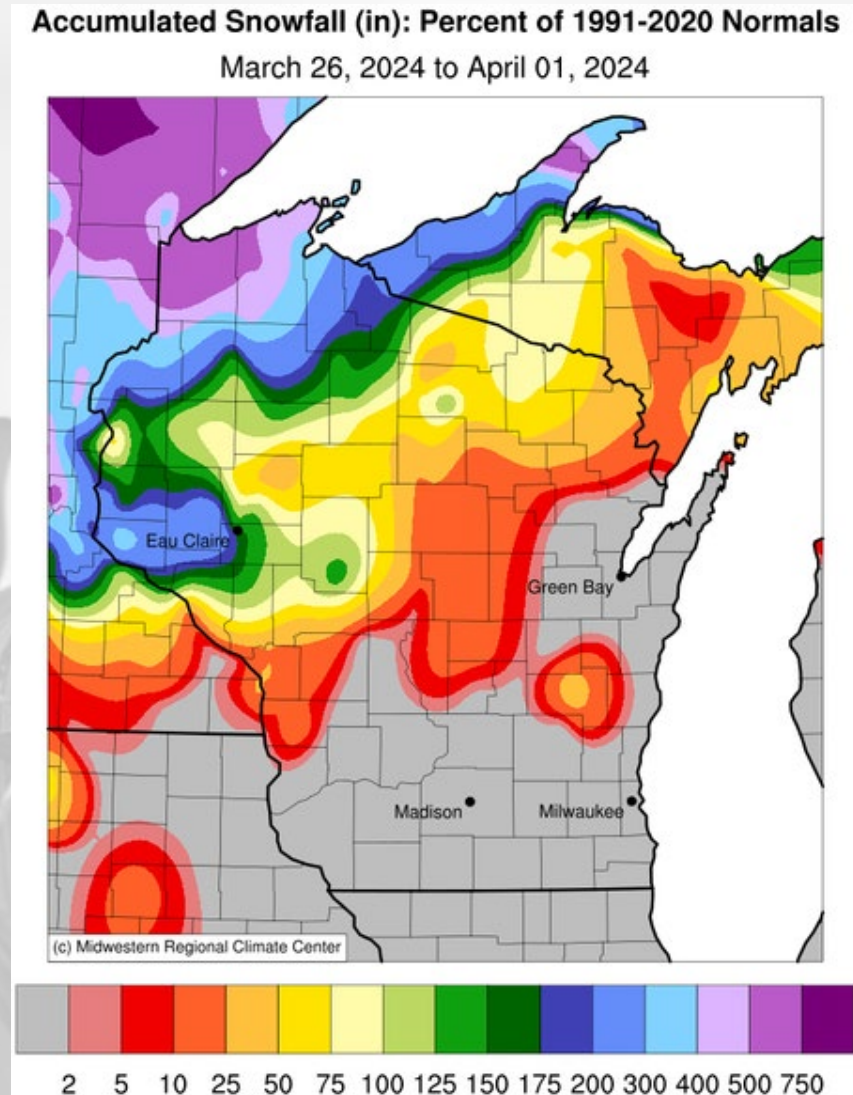 Accumulated Snowfall (in): Percent of 1991-2020 Normals
March 26, 2024 to April 01, 2024
Eau Claire
Green Bay
Madison
Milwaukee
(c) Midwestern Regional Climate Center
2 5 10 25 50 75 100 125 150 175 200 300 400 500 750